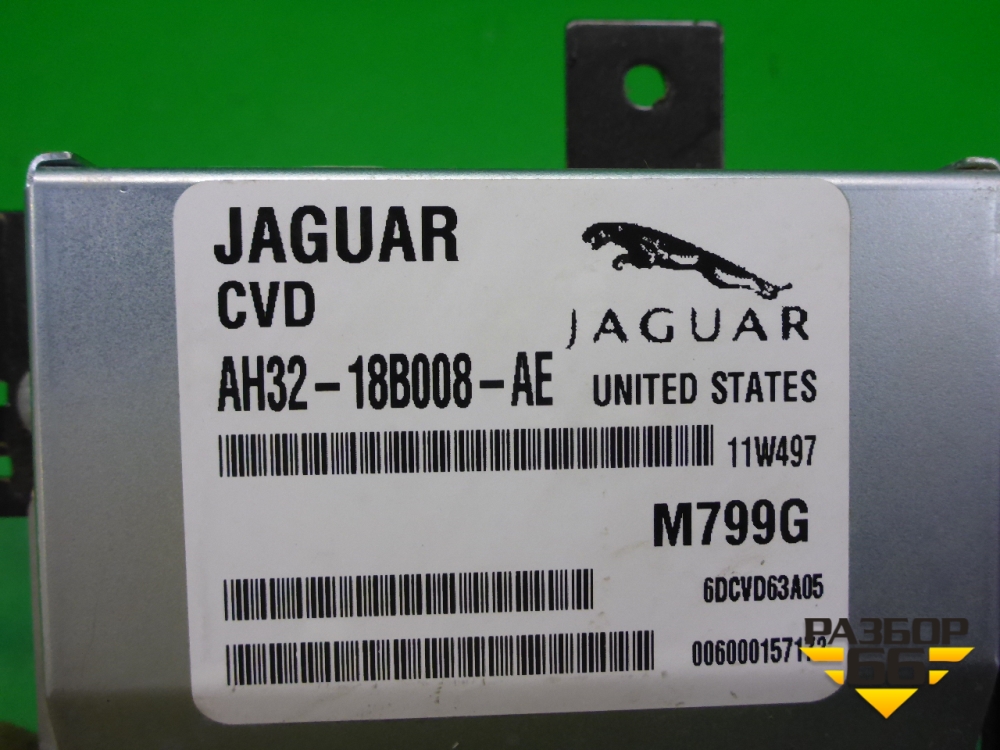 JAGUAR
CVD
JAGUAR
AH32-18B008-AE
UNITED STATES
11W497
M799G
6DCVD63A05
РАЗБОР
66